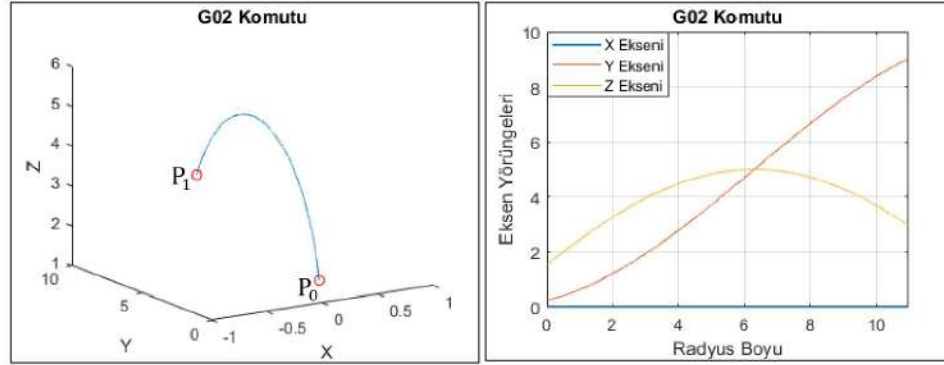 G02 Komutu
6
5
4
3
2
1
Z
P1
P0
10
5
0
Y
-1
-0.5
0
0.5
1
X
G02 Komutu
X Ekseni
Y Ekseni
Z Ekseni
10
8
6
4
2
0
Eksen Yörüngeleri
0 2 4 6 8 10
Radyus Boyu